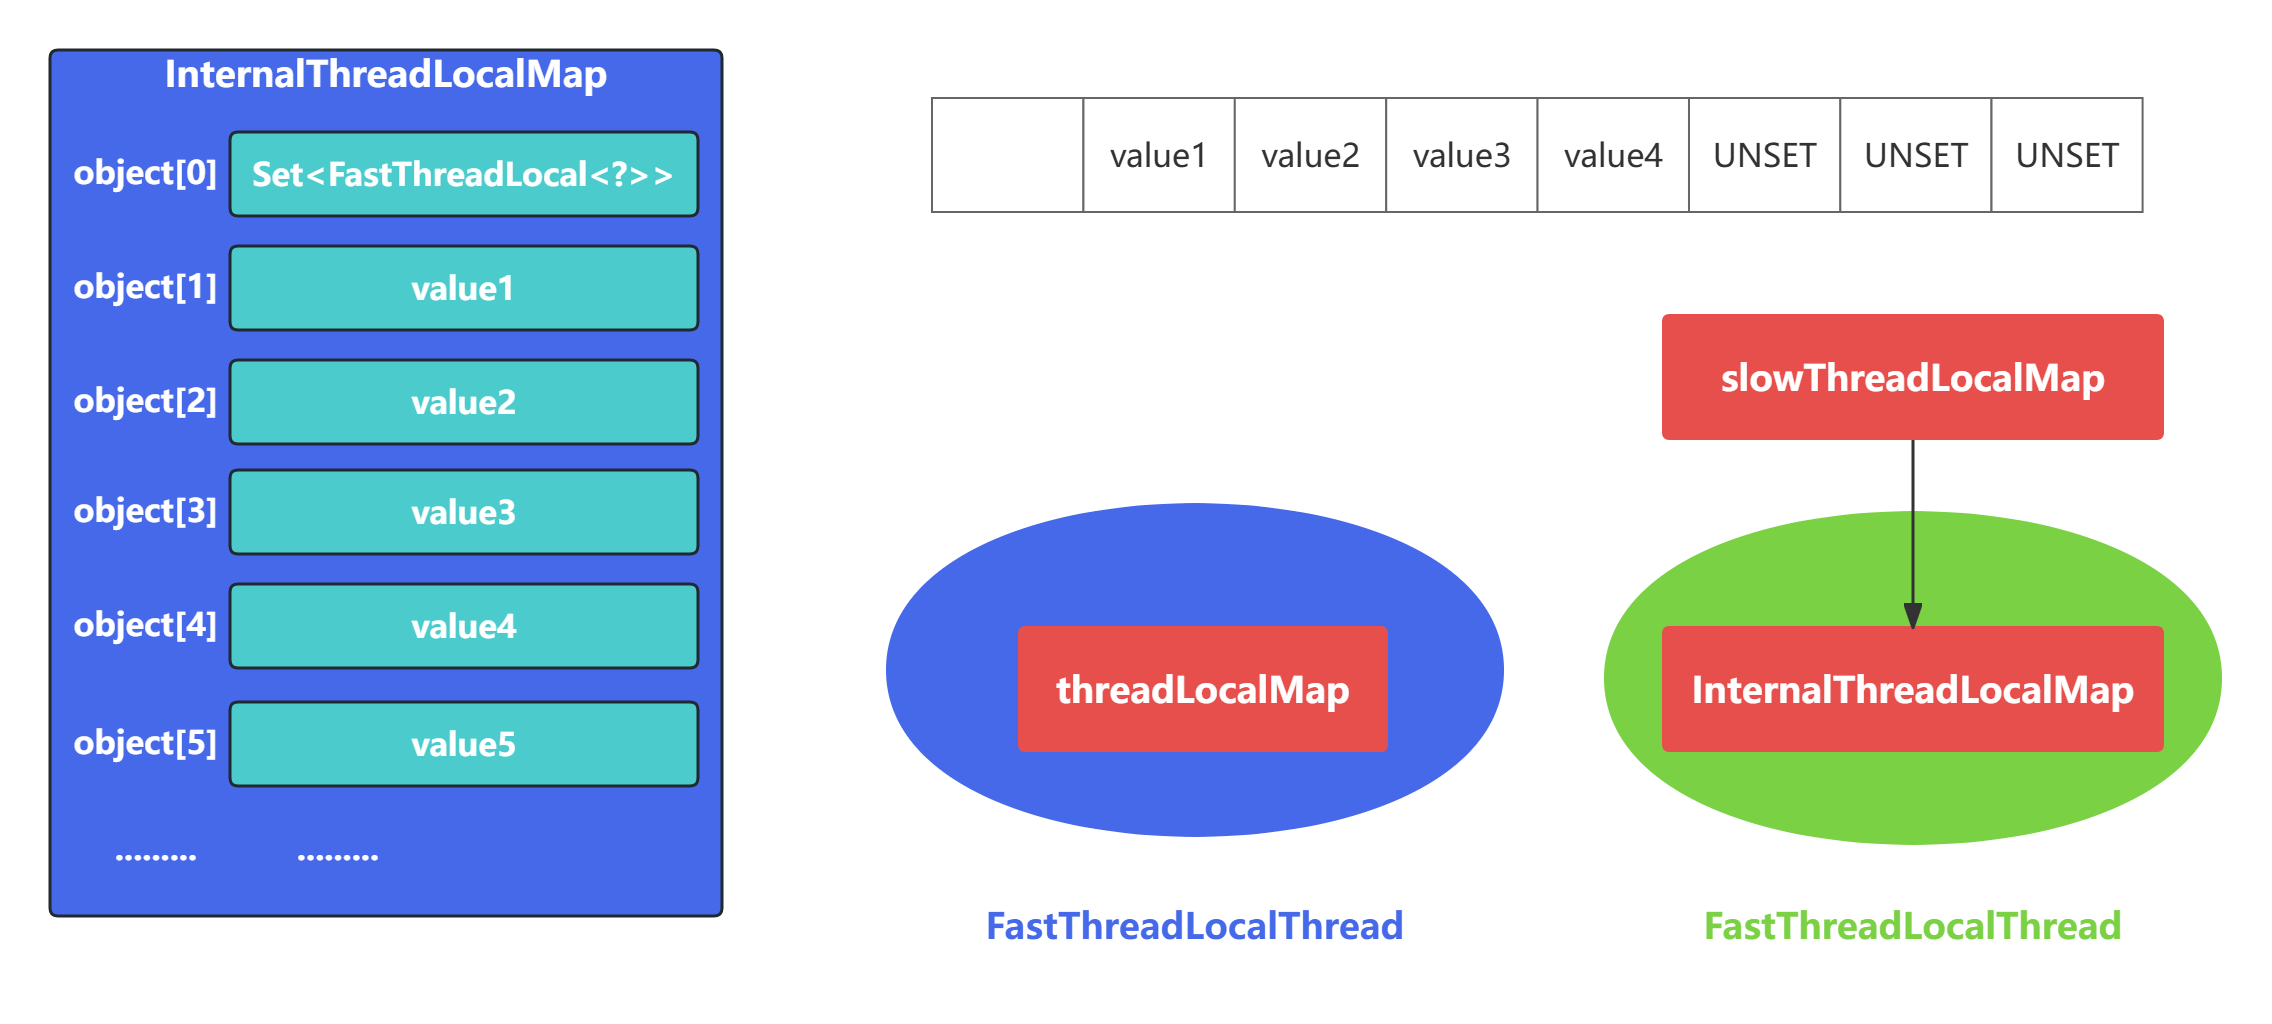 InternalThreadLocalMap
object[0] Set<FastThreadLocal<?>>
object[1] value1
object[2] value2
object[3] value3
object[4] value4
object[5] value5
......... .........
value1 value2 value3 value4 UNSET UNSET UNSET
slowThreadLocalMap
threadLocalMap
InternalThreadLocalMap
FastThreadLocalThread
FastThreadLocalThread